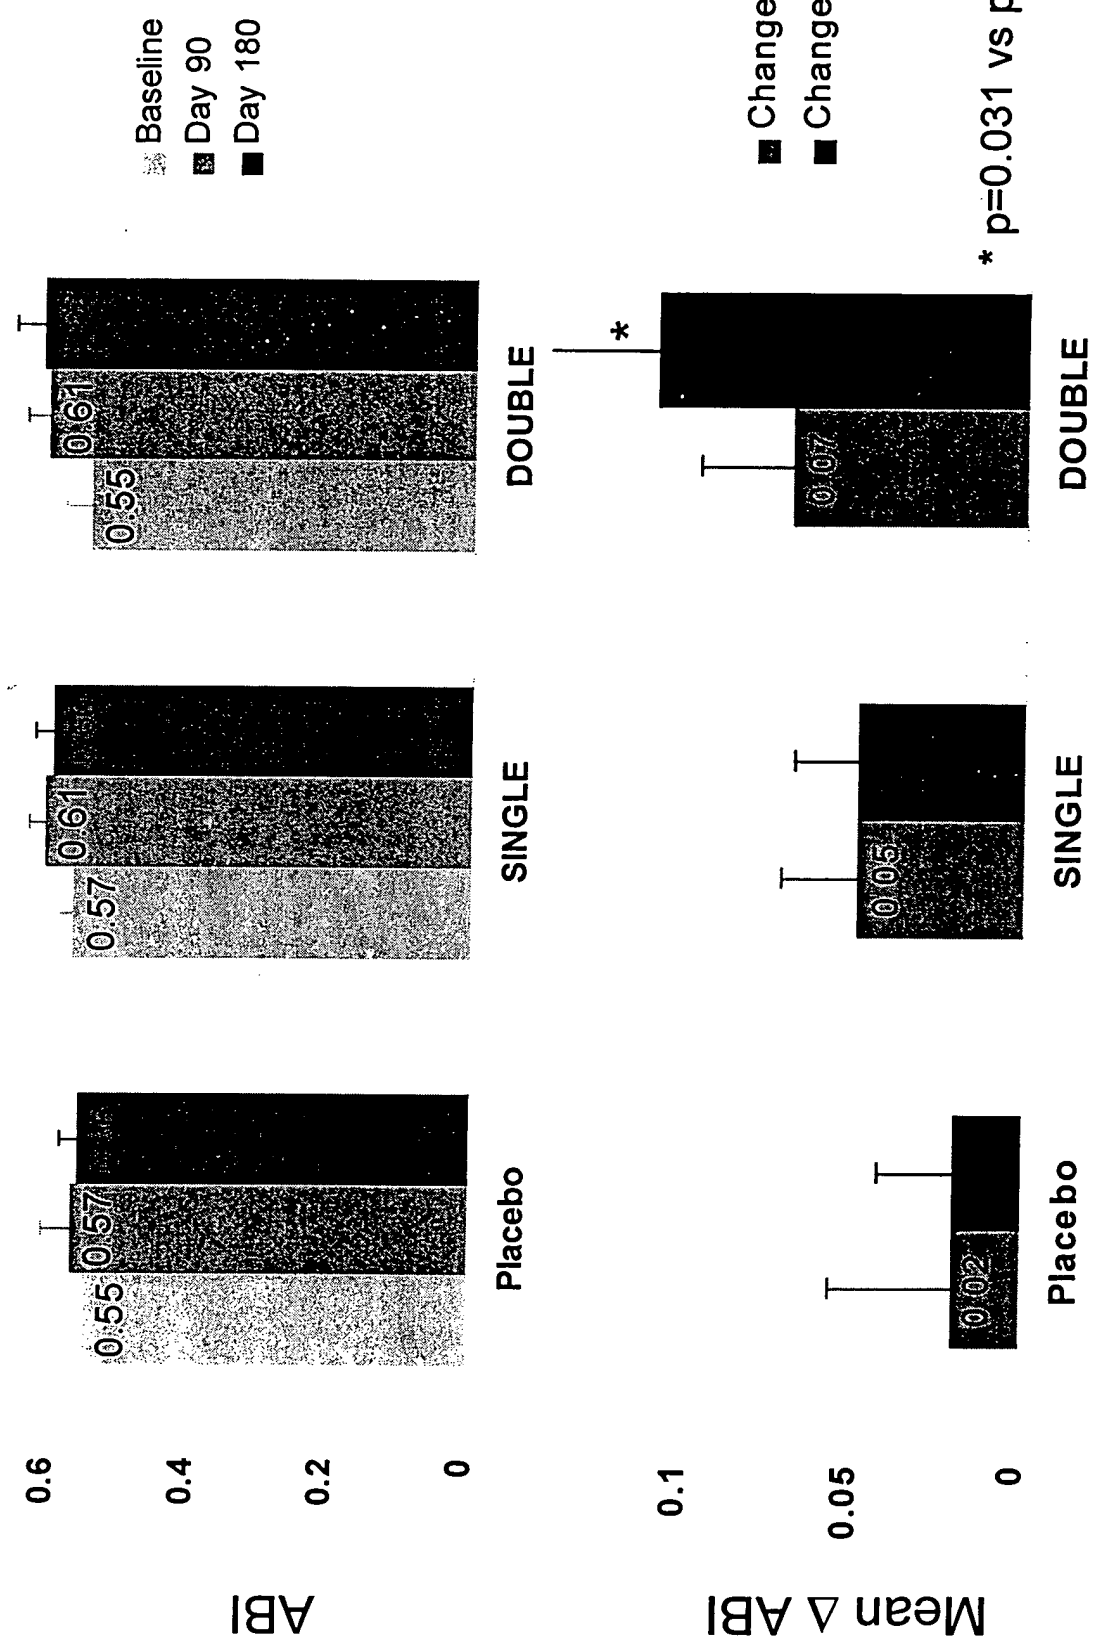 ABI
0.6
0.4
0.2
0
0.55
0.57
0.57
0.61
0.55
0.61
Placebo
SINGLE
DOUBLE
Baseline
Day 90
Day 180
Mean Δ ABI
0.1
0.05
0
0.02
0.05
0.07
*
Placebo
SINGLE
DOUBLE
Change
Change
* p=0.031 vs p